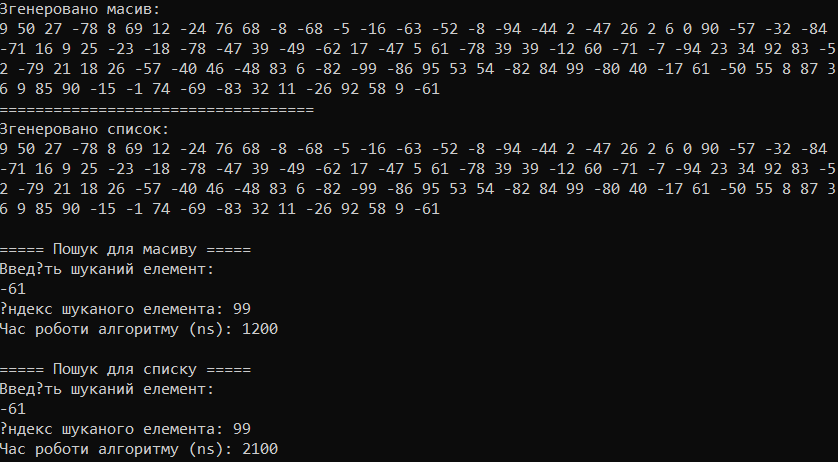 Згенеровано масив:
9 50 27 -78 8 69 12 -24 76 68 -8 -68 -5 -16 -63 -52 -8 -94 -44 2 -47 26 2 6 0 90 -57 -32 -84
-71 16 9 25 -23 -18 -78 -47 39 -49 -62 17 -47 5 61 -78 39 39 -12 60 -71 -7 -94 23 34 92 83 -5
2 -79 21 18 26 -57 -40 46 -48 83 6 -82 -99 -86 95 53 54 -82 84 99 -80 40 -17 61 -50 55 8 87 3
6 9 85 90 -15 -1 74 -69 -83 32 11 -26 92 58 9 -61
===================================
Згенеровано список:
9 50 27 -78 8 69 12 -24 76 68 -8 -68 -5 -16 -63 -52 -8 -94 -44 2 -47 26 2 6 0 90 -57 -32 -84
-71 16 9 25 -23 -18 -78 -47 39 -49 -62 17 -47 5 61 -78 39 39 -12 60 -71 -7 -94 23 34 92 83 -5
2 -79 21 18 26 -57 -40 46 -48 83 6 -82 -99 -86 95 53 54 -82 84 99 -80 40 -17 61 -50 55 8 87 3
6 9 85 90 -15 -1 74 -69 -83 32 11 -26 92 58 9 -61
===== Пошук для масиву =====
Введ?ть шуканий елемент:
-61
?ндекс шуканого елемента: 99
Час роботи алгоритму (ns): 1200
===== Пошук для списку =====
Введ?ть шуканий елемент:
-61
?ндекс шуканого елемента: 99
Час роботи алгоритму (ns): 2100